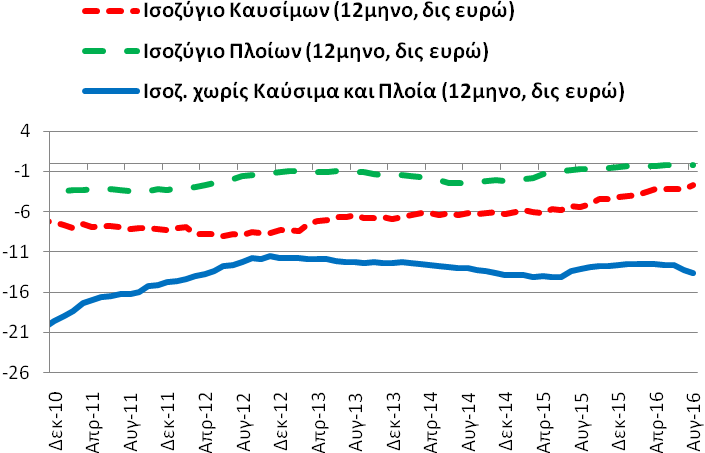 Ισοζύγιο Καυσίμων (12μηνο, δις ευρώ)
Ισοζύγιο Πλοίων (12μηνο, δις ευρώ)
Ισοζ. χωρίς Καύσιμα και Πλοία (12μηνο, δις ευρώ)
4
-1
-6
-11
-16
-21
-26
Δεκ-10
Απρ-11
Αυγ-11
Δεκ-11
Απρ-12
Αυγ-12
Δεκ-12
Απρ-13
Αυγ-13
Δεκ-13
Απρ-14
Αυγ-14
Δεκ-14
Απρ-15
Αυγ-15
Δεκ-15
Απρ-16
Αυγ-16